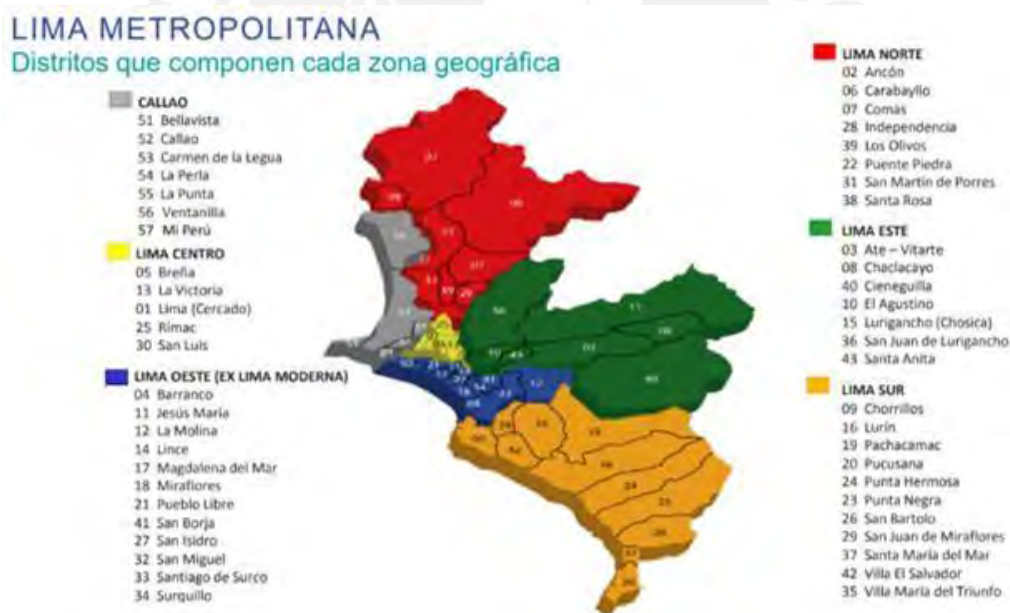 LIMA METROPOLITANA
Distritos que componen cada zona geográfica
CALLAO
51 Bellavista
52 Callao
53 Carmen de la Legua
54 La Perla
55 La Punta
56 Ventanilla
57 Mi Perú
LIMA CENTRO
05 Breña
13 La Victoria
01 Lima (Cercado)
25 Rimac
30 San Luis
LIMA OESTE (EX LIMA MODERNA)
04 Barranco
11 Jesús María
12 La Molina
14 Lince
17 Magdalena del Mar
18 Miraflores
21 Pueblo Libre
41 San Borja
27 San Isidro
32 San Miguel
33 Santiago de Surco
34 Surquillo
LIMA NORTE
02 Ancón
06 Carabayllo
07 Comas
28 Independencia
39 Los Olivos
22 Puente Piedra
31 San Martín de Porres
38 Santa Rosa
LIMA ESTE
03 Ate – Vitarte
08 Chaclacayo
40 Cieneguilla
10 El Agustino
15 Lurigancho (Chosica)
36 San Juan de Lurigancho
43 Santa Anita
LIMA SUR
09 Chorrillos
16 Lurín
19 Pachacamac
20 Pucusana
24 Punta Hermosa
23 Punta Negra
26 San Bartolo
29 San Juan de Miraflores
37 Santa María del Mar
42 Villa El Salvador
35 Villa María del Triunfo